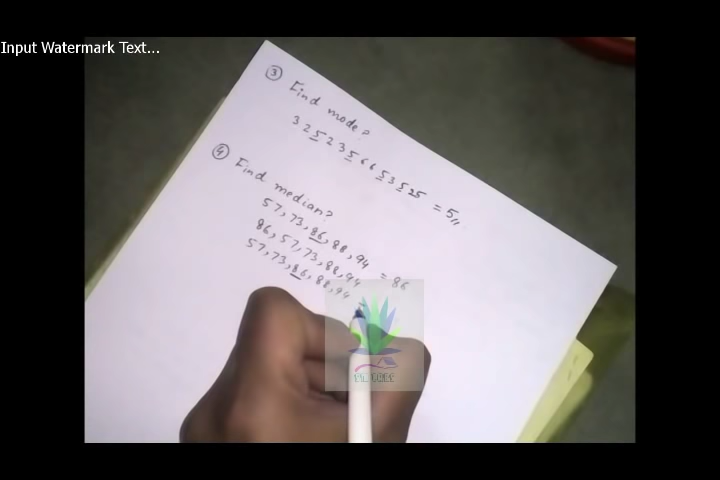 Input Watermark Text...
③ Find mode?
3 2 5 2 3 5 6 6 5 3 5 25 = 5
④ Find median?
57, 73, 86, 88, 94 = 86
86, 57, 73, 88, 94
57, 73, 86, 88, 94